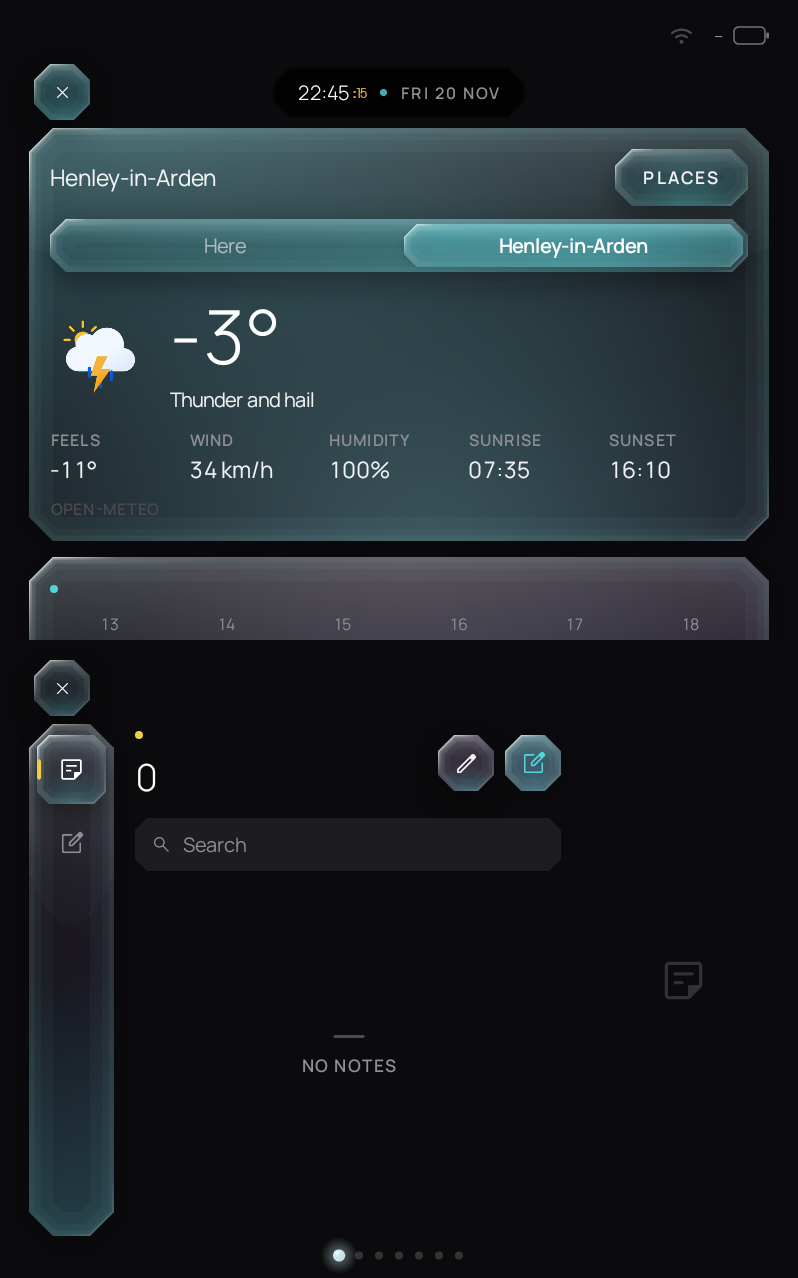 22:45:15 • FRI 20 NOV
Henley-in-Arden
PLACES
Here
Henley-in-Arden
-3°
Thunder and hail
FEELS WIND HUMIDITY SUNRISE SUNSET
-11° 34 km/h 100% 07:35 16:10
OPEN-METEO
13 14 15 16 17 18
0
Search
NO NOTES